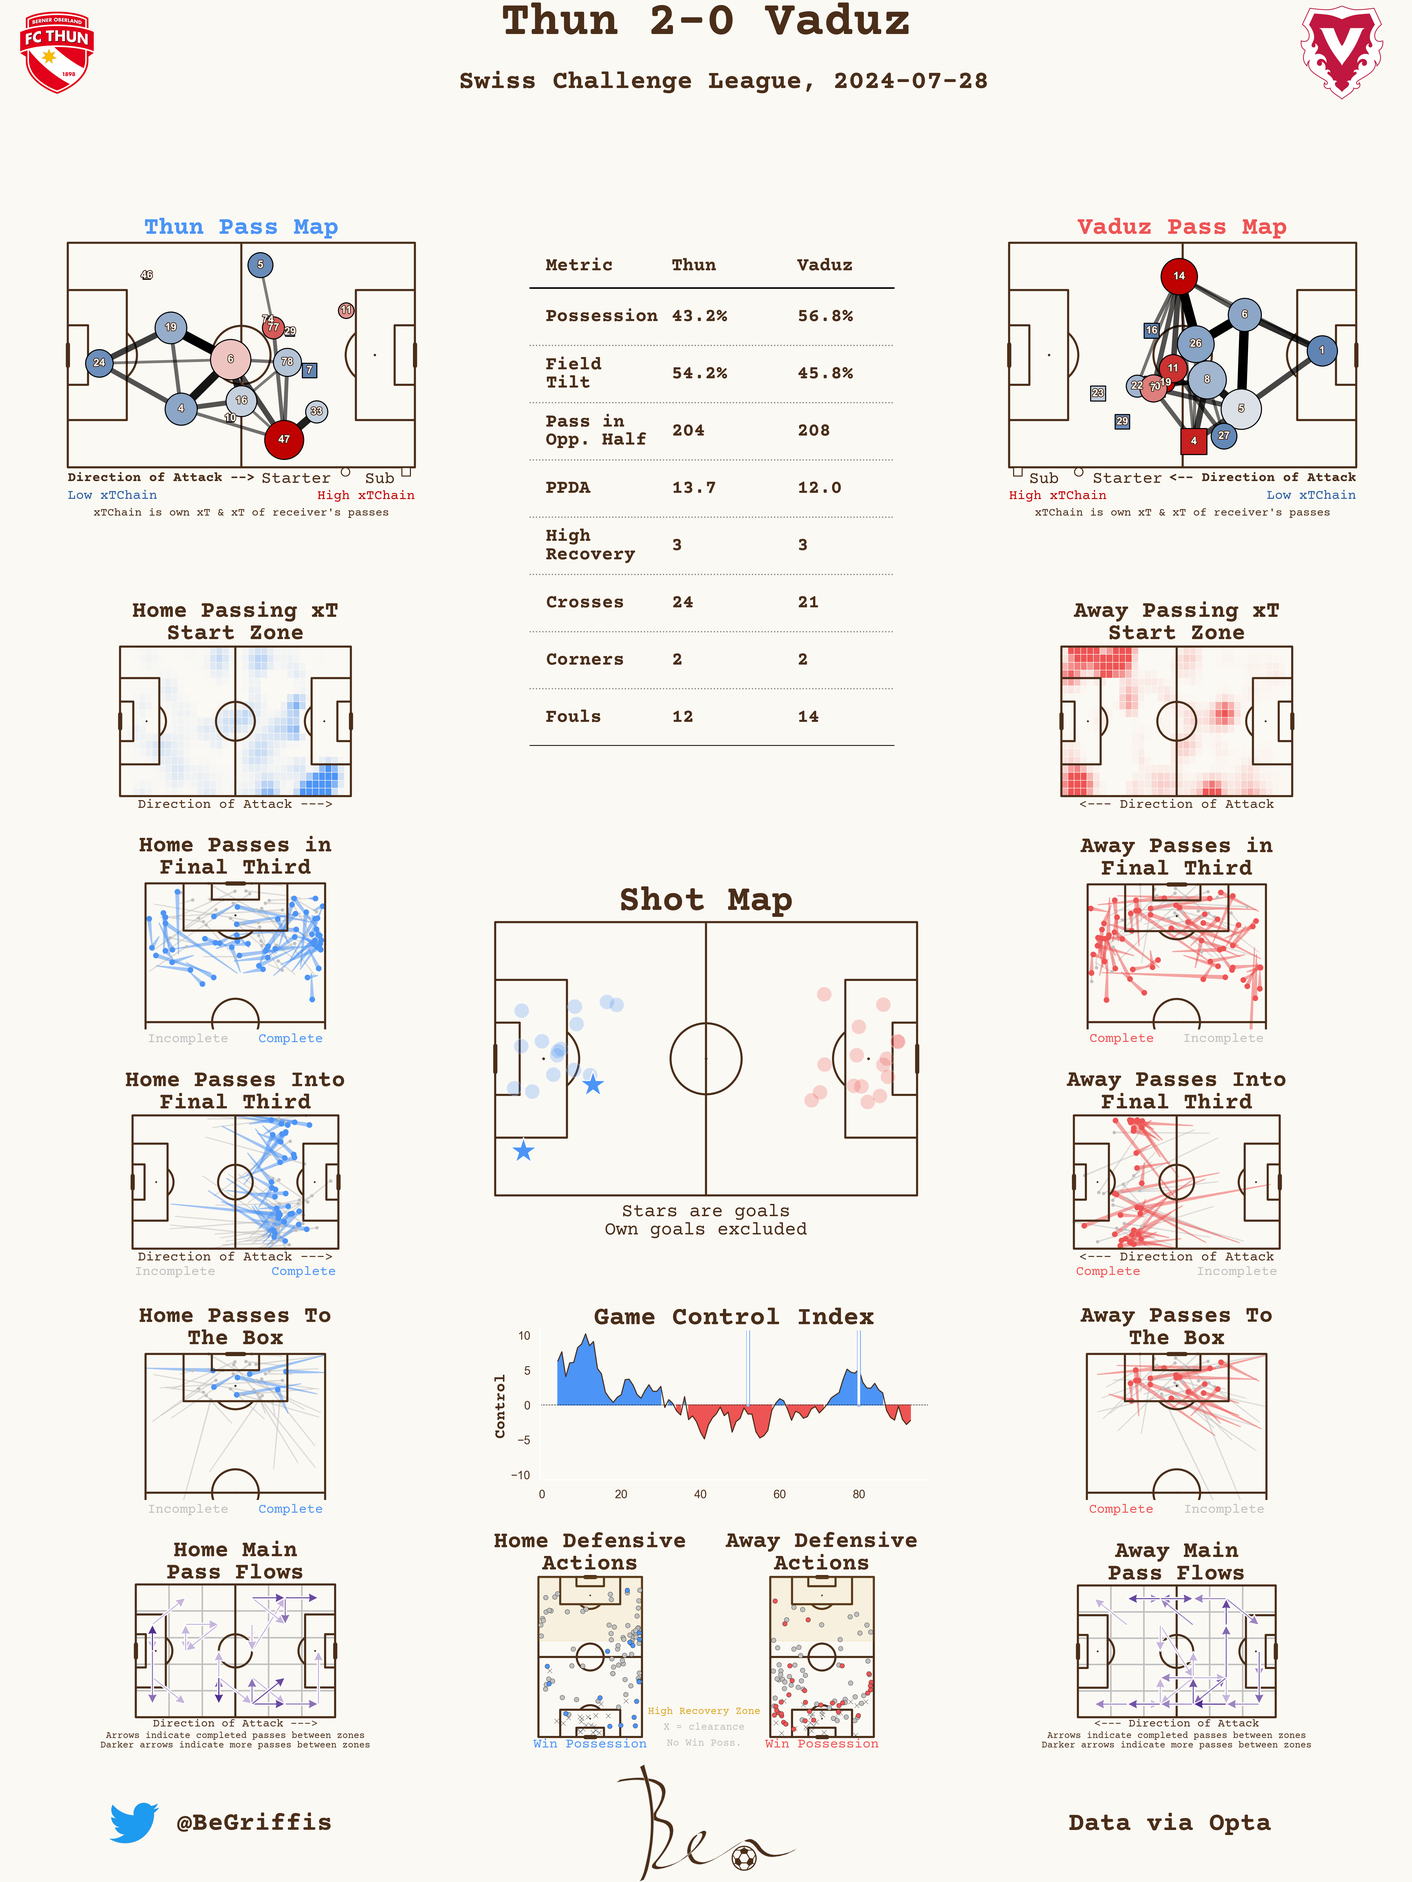 Thun 2-0 Vaduz
Swiss Challenge League, 2024-07-28
BERNER OBERLAND
FC THUN
1898
V
Thun Pass Map
46
5
11
74
77
29
19
24
6
78
7
4
16
10
33
47
Direction of Attack --> Starter Sub
Low xTChain High xTChain
xTChain is own xT & xT of receiver's passes
Metric Thun Vaduz
Possession 43.2% 56.8%
Field
Tilt 54.2% 45.8%
Pass in
Opp. Half 204 208
PPDA 13.7 12.0
High
Recovery 3 3
Crosses 24 21
Corners 2 2
Fouls 12 14
Vaduz Pass Map
14
6
16
26
1
11
19
8
22
70
23
5
29
4
27
Sub Starter <-- Direction of Attack
High xTChain Low xTChain
xTChain is own xT & xT of receiver's passes
Home Passing xT
Start Zone
Direction of Attack --->
Away Passing xT
Start Zone
<--- Direction of Attack
Home Passes in
Final Third
Incomplete Complete
Shot Map
Stars are goals
Own goals excluded
Away Passes in
Final Third
Complete Incomplete
Home Passes Into
Final Third
Direction of Attack --->
Incomplete Complete
Away Passes Into
Final Third
<--- Direction of Attack
Complete Incomplete
Home Passes To
The Box
Incomplete Complete
Game Control Index
Control
10
5
0
−5
−10
0 20 40 60 80
Away Passes To
The Box
Complete Incomplete
Home Main
Pass Flows
Direction of Attack --->
Arrows indicate completed passes between zones
Darker arrows indicate more passes between zones
Home Defensive
Actions
Win Possession
Away Defensive
Actions
Win Possession
High Recovery Zone
X = clearance
No Win Poss.
Away Main
Pass Flows
<--- Direction of Attack
Arrows indicate completed passes between zones
Darker arrows indicate more passes between zones
@BeGriffis
Ben
Data via Opta